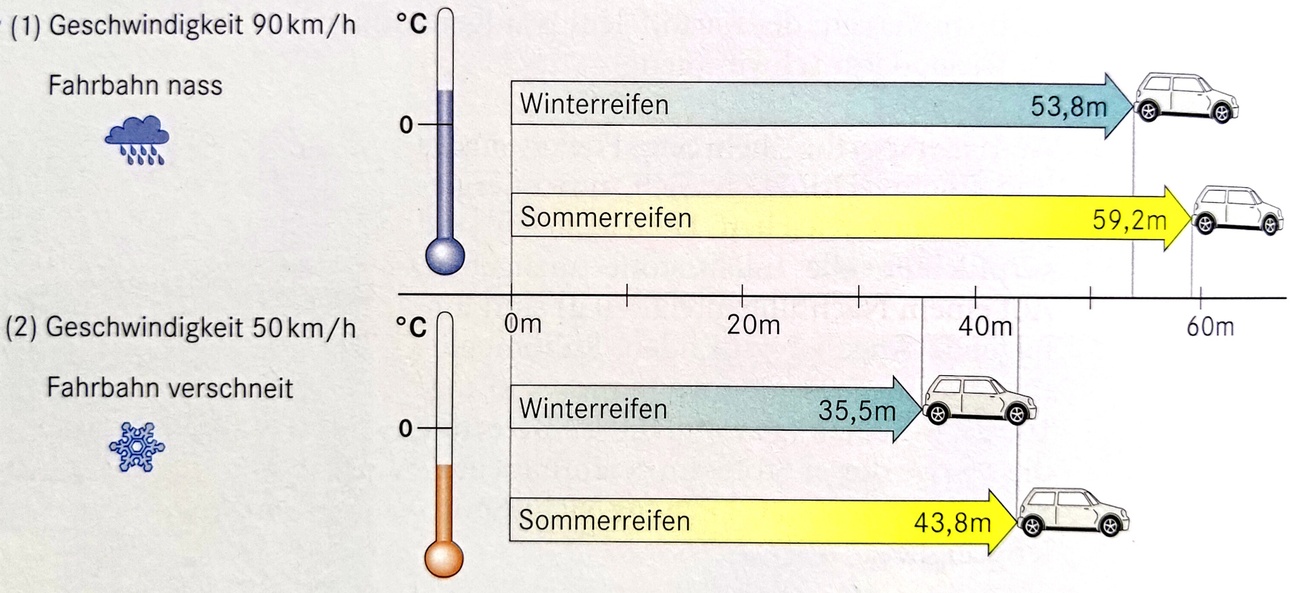 (1) Geschwindigkeit 90 km/h
Fahrbahn nass
°C
0
Winterreifen 53,8m
Sommerreifen 59,2m
0m 20m 40m 60m
(2) Geschwindigkeit 50 km/h
Fahrbahn verschneit
°C
0
Winterreifen 35,5m
Sommerreifen 43,8m